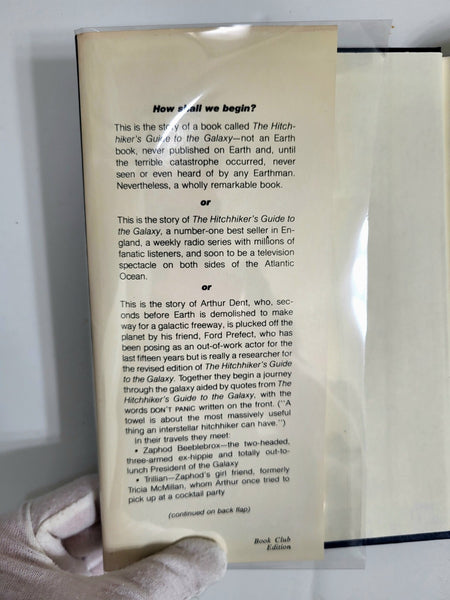 How shall we begin?
This is the story of a book called The Hitch-
hiker's Guide to the Galaxy—not an Earth
book, never published on Earth and, until
the terrible catastrophe occurred, never
seen or even heard of by any Earthman.
Nevertheless, a wholly remarkable book.
or
This is the story of The Hitchhiker's Guide to
the Galaxy, a number-one best seller in En-
gland, a weekly radio series with millions of
fanatic listeners, and soon to be a television
spectacle on both sides of the Atlantic
Ocean.
or
This is the story of Arthur Dent, who, sec-
onds before Earth is demolished to make
way for a galactic freeway, is plucked off the
planet by his friend, Ford Prefect, who has
been posing as an out-of-work actor for the
last fifteen years but is really a researcher for
the revised edition of The Hitchhiker's Guide
to the Galaxy. Together they begin a journey
through the galaxy aided by quotes from The
Hitchhiker's Guide to the Galaxy, with the
words DON'T PANIC written on the front. ("A
towel is about the most massively useful
thing an interstellar hitchhiker can have.")
In their travels they meet:
• Zaphod Beeblebrox—the two-headed,
three-armed ex-hippie and totally out-to-
lunch President of the Galaxy
• Trillian—Zaphod's girl friend, formerly
Tricia McMillan, whom Arthur once tried to
pick up at a cocktail party
(continued on back flap)
Book Club
Edition